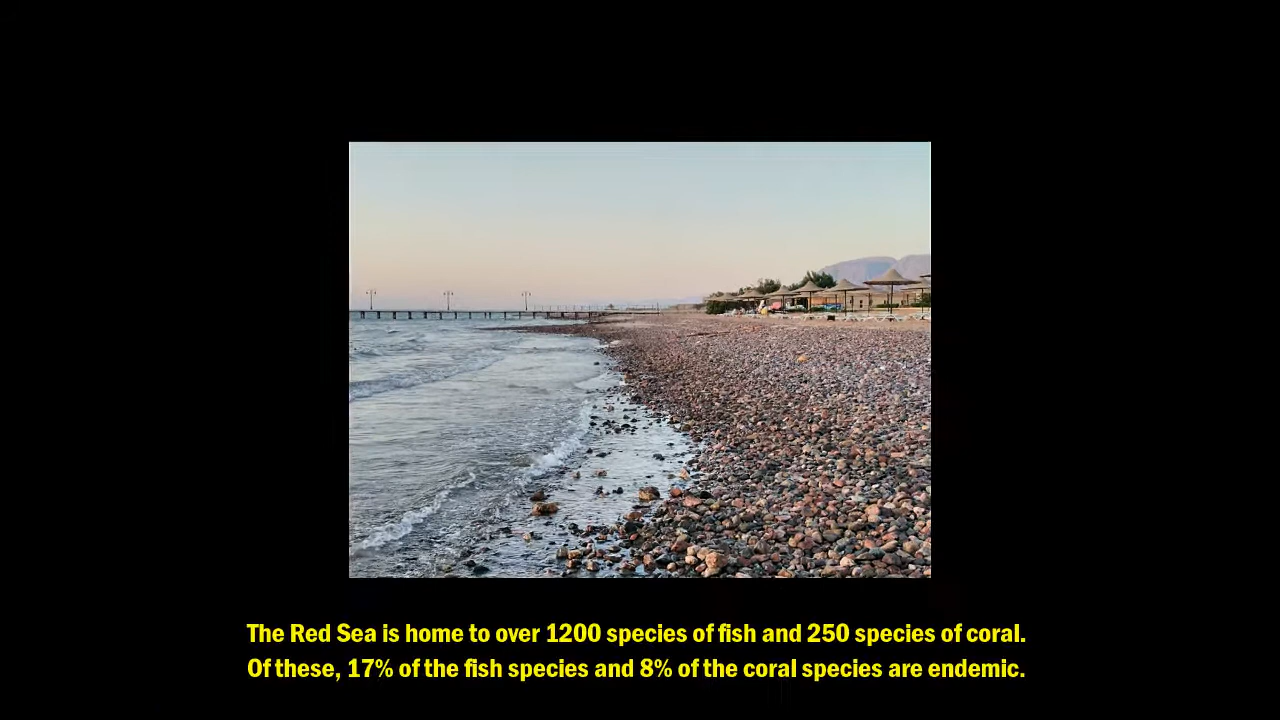 The Red Sea is home to over 1200 species of fish and 250 species of coral.
Of these, 17% of the fish species and 8% of the coral species are endemic.